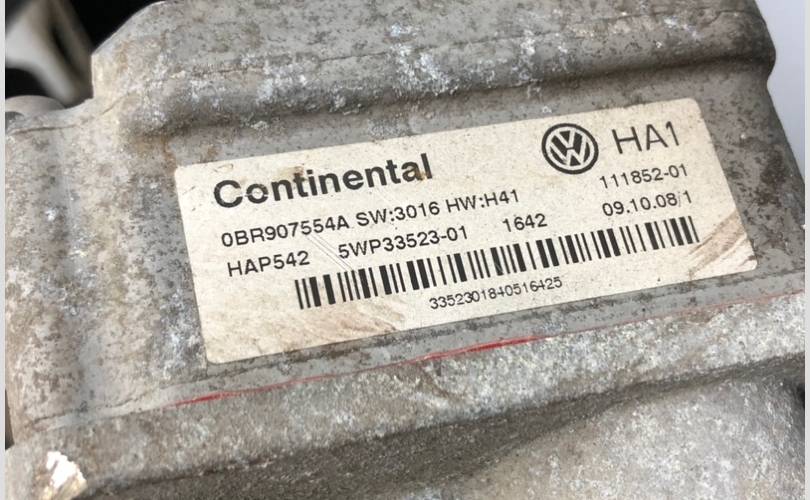 Continental
HA1
0BR907554A SW:3016 HW:H41
111852-01
HAP542 5WP33523-01 1642
09.10.08/1
3352301840516425